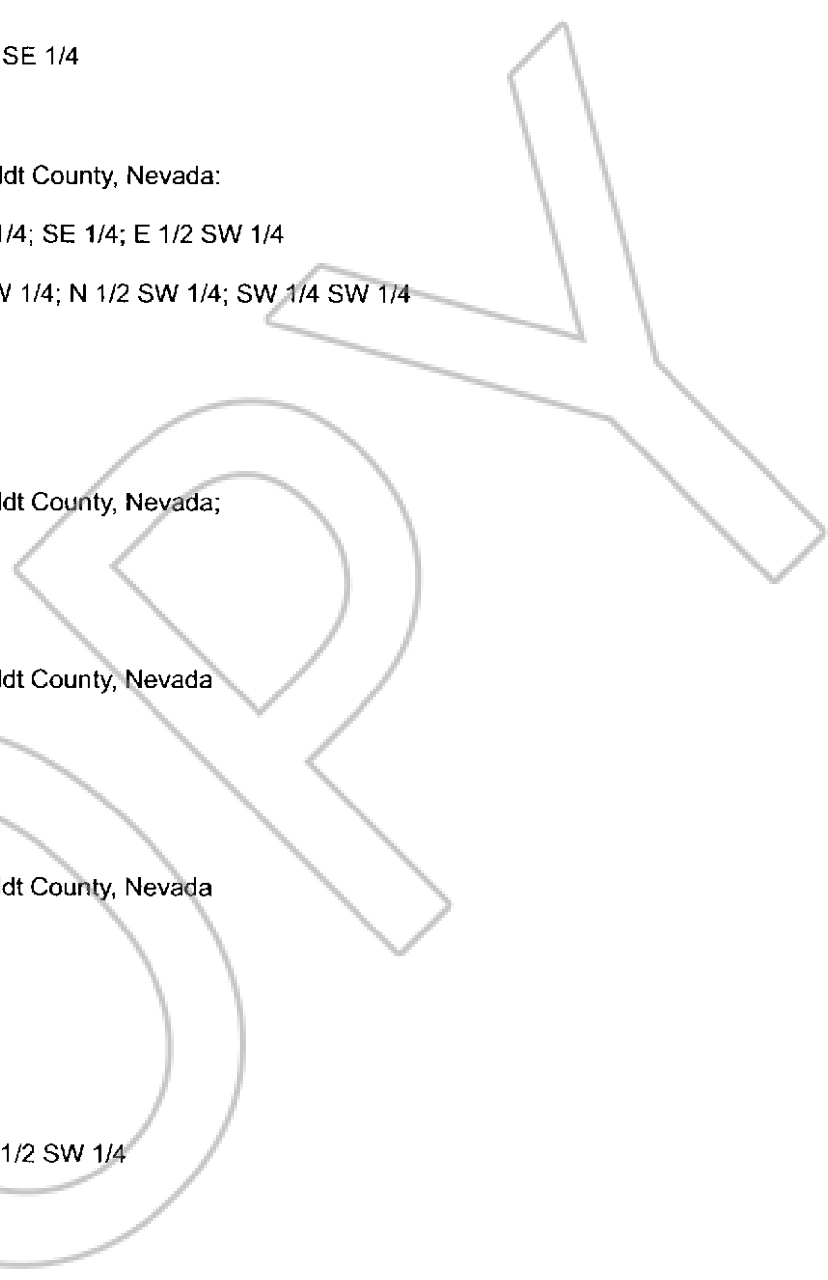 SE 1/4
ldt County, Nevada:
1/4; SE 1/4; E 1/2 SW 1/4
W 1/4; N 1/2 SW 1/4; SW 1/4 SW 1/4
ldt County, Nevada;
ldt County, Nevada
ldt County, Nevada
1/2 SW 1/4
OPY